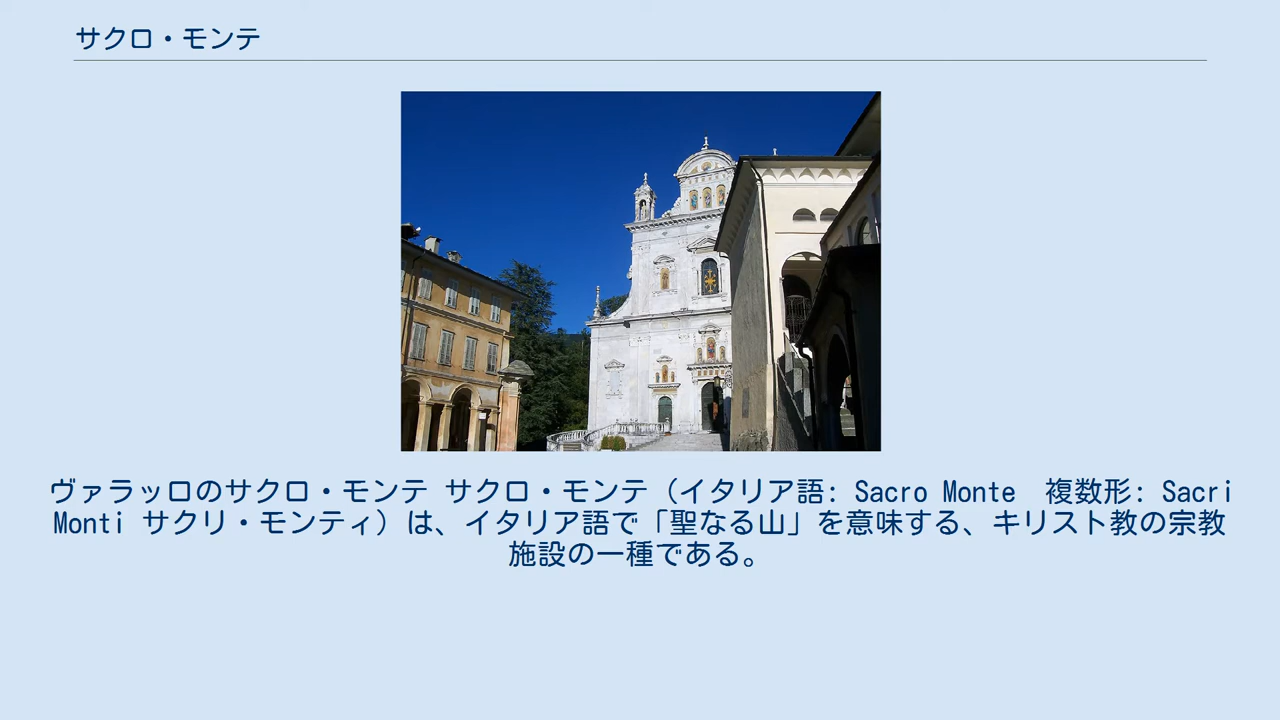 サクロ・モンテ
ヴァラッロのサクロ・モンテ サクロ・モンテ（イタリア語: Sacro Monte　複数形: Sacri
Monti サクリ・モンティ）は、イタリア語で「聖なる山」を意味する、キリスト教の宗教
施設の一種である。